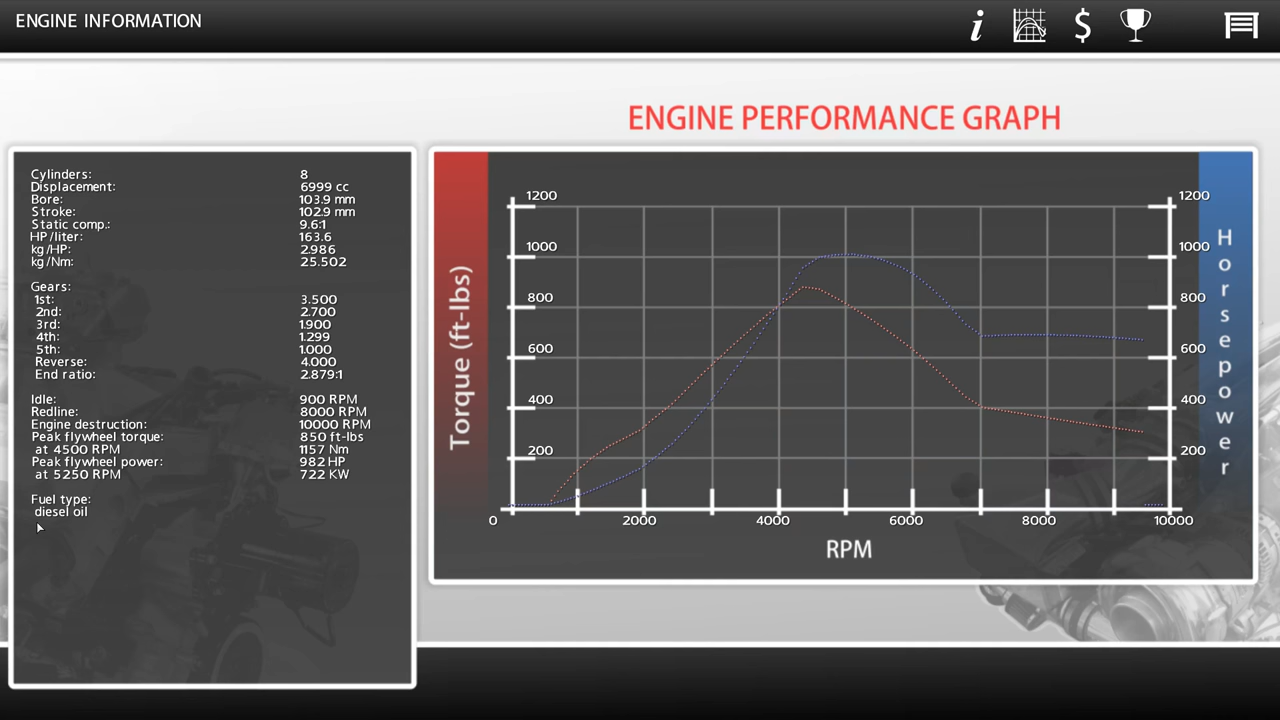 ENGINE INFORMATION
i $
ENGINE PERFORMANCE GRAPH
Cylinders: 8
Displacement: 6999 cc
Bore: 103.9 mm
Stroke: 102.9 mm
Static comp.: 9.6:1
HP/liter: 163.6
kg/HP: 2.986
kg/Nm: 25.502
Gears:
1st: 3.500
2nd: 2.700
3rd: 1.900
4th: 1.299
5th: 1.000
Reverse: 4.000
End ratio: 2.879:1
Idle: 900 RPM
Redline: 8000 RPM
Engine destruction: 10000 RPM
Peak flywheel torque: 850 ft-lbs
at 4500 RPM 1157 Nm
Peak flywheel power: 982 HP
at 5250 RPM 722 KW
Fuel type:
diesel oil
Torque (ft-lbs)
1200 1200
1000 1000
800 800
600 600
400 400
200 200
0 2000 4000 6000 8000 10000
RPM
Horsepower